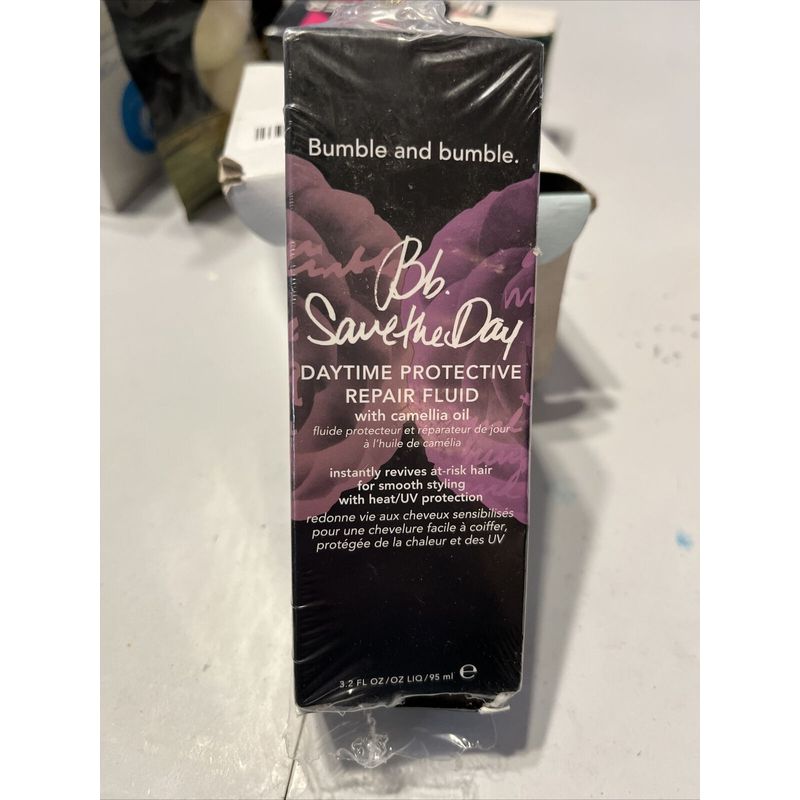 Bumble and bumble.
Bb.
Save the Day
DAYTIME PROTECTIVE
REPAIR FLUID
with camellia oil
fluide protecteur et réparateur de jour
à l'huile de camélia
instantly revives at-risk hair
for smooth styling
with heat/UV protection
redonne vie aux cheveux sensibilisés
pour une chevelure facile à coiffer,
protégée de la chaleur et des UV
3.2 FL OZ/OZ LIQ/95 ml ℮